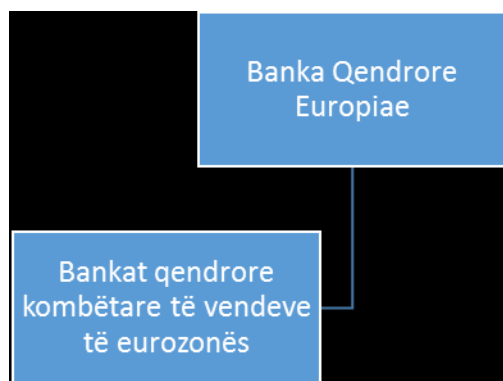 Banka Qendrore
Europiae
Bankat qendrore
kombëtare të vendeve
të eurozonës